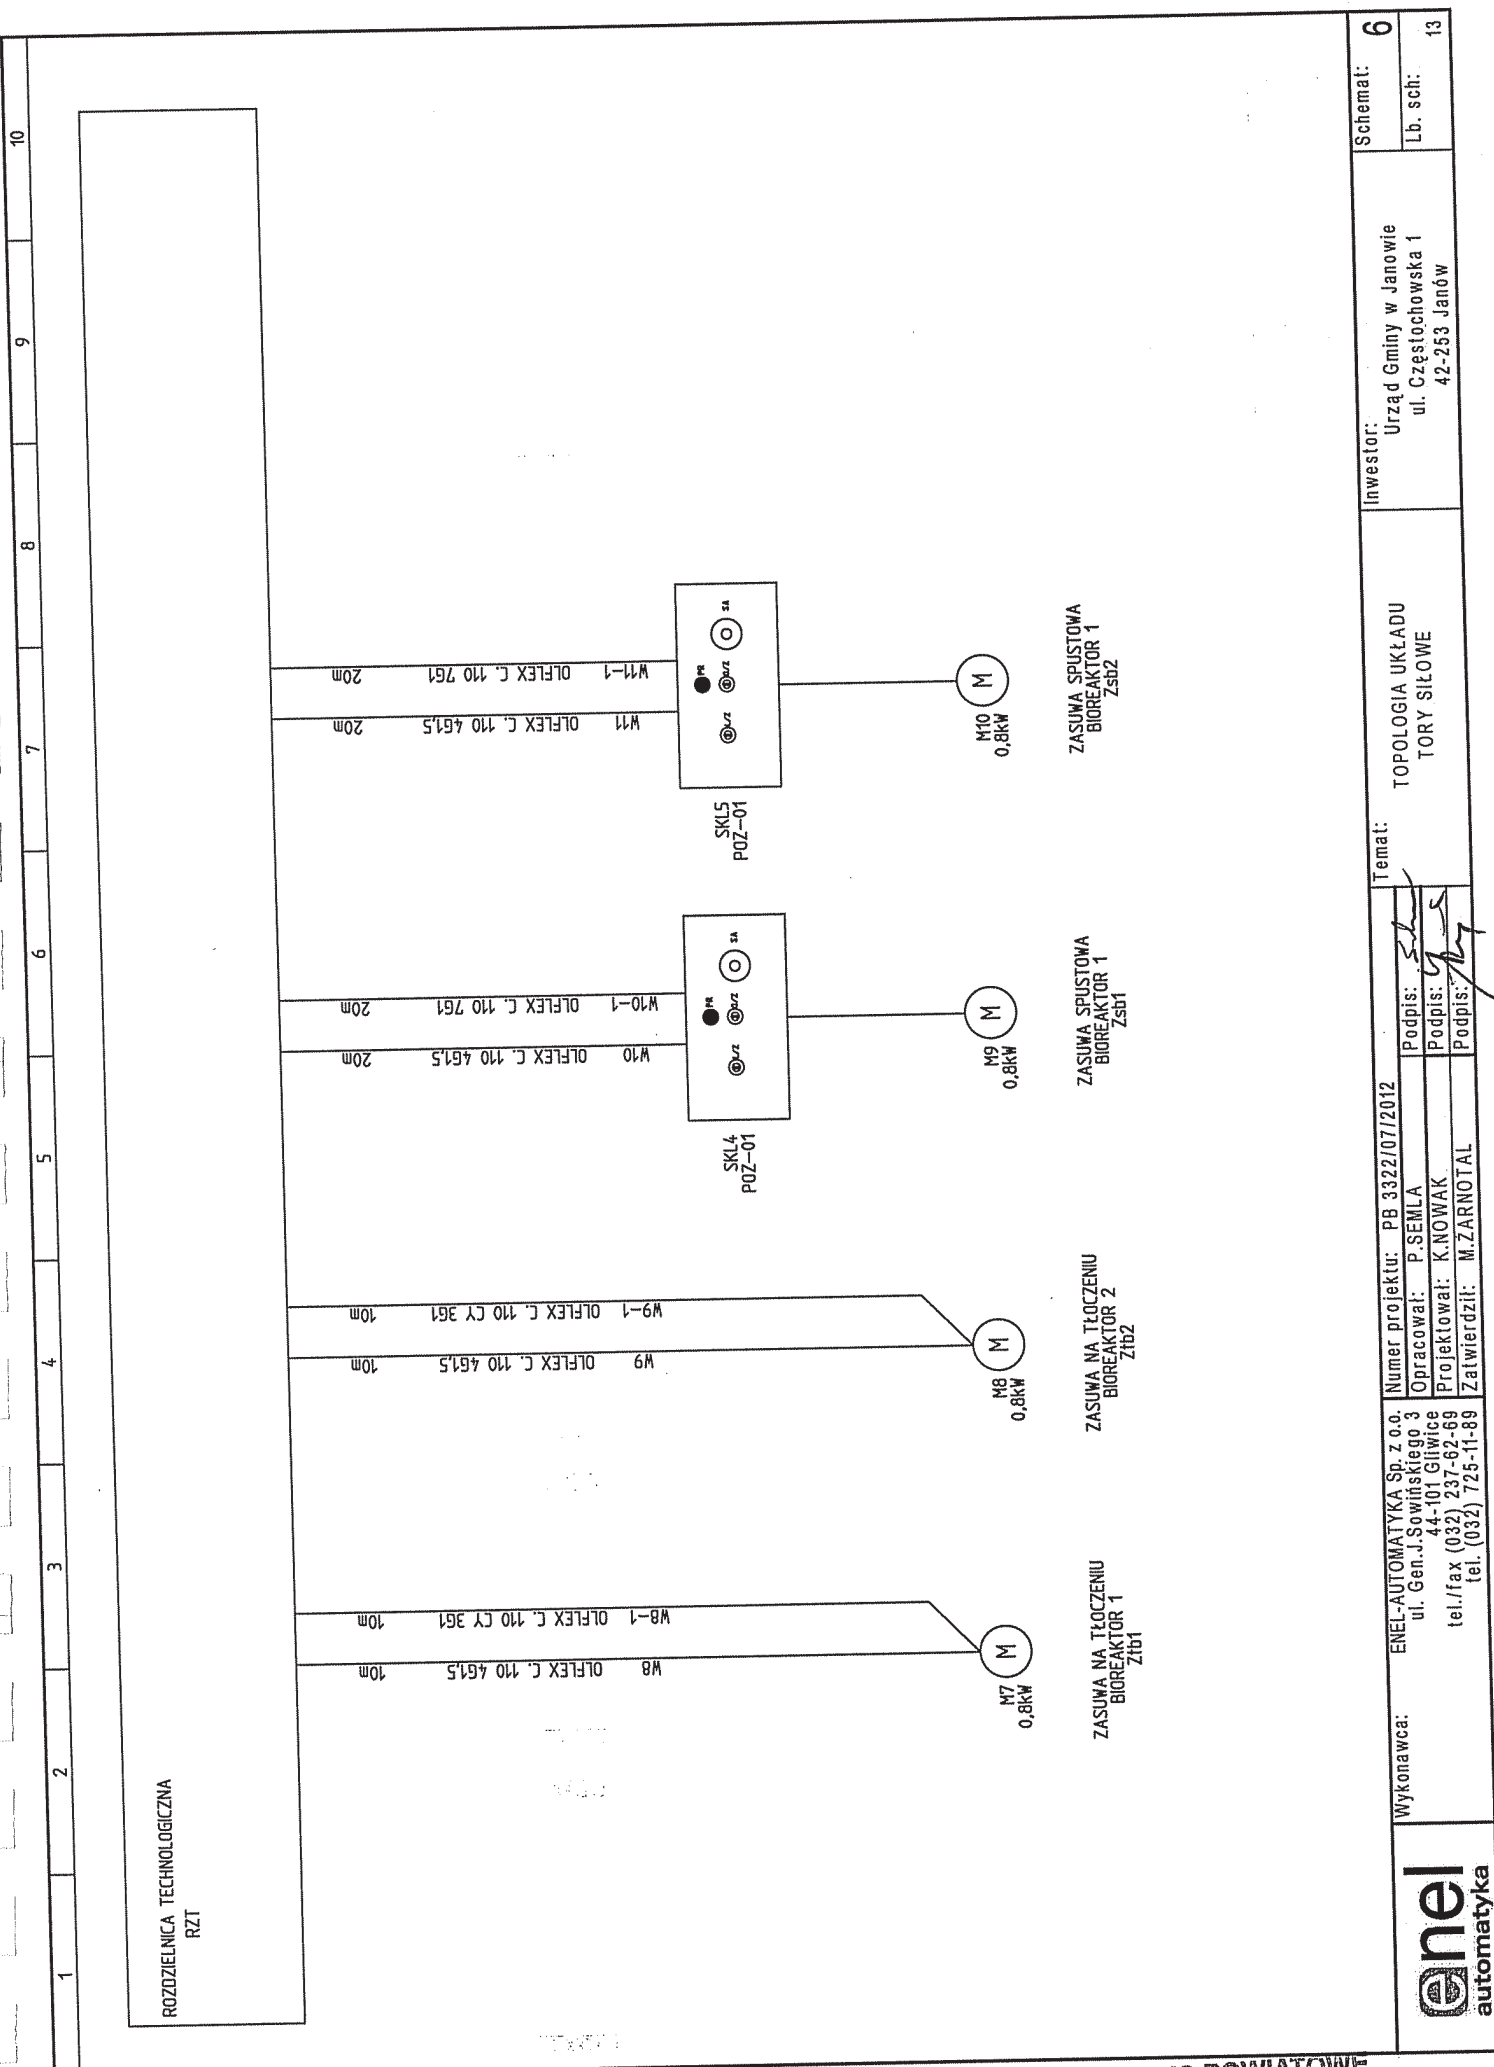 1 2 3 4 5 6 7 8 9 10
ROZDZIELNICA TECHNOLOGICZNA
RZT
W8 OLFLEX C. 110 4G1,5 10m
W8-1 OLFLEX C. 110 CY 3G1 10m
W9 OLFLEX C. 110 4G1,5 10m
W9-1 OLFLEX C. 110 CY 3G1 10m
W10 OLFLEX C. 110 4G1,5 20m
W10-1 OLFLEX C. 110 7G1 20m
W11 OLFLEX C. 110 4G1,5 20m
W11-1 OLFLEX C. 110 7G1 20m
SKL4
POZ-01
PR
SA
SKL5
POZ-01
PR
SA
M
M7
0,8kW
M
M8
0,8kW
M
M9
0,8kW
M
M10
0,8kW
ZASUWA NA TŁOCZENIU
BIOREAKTOR 1
Ztb1
ZASUWA NA TŁOCZENIU
BIOREAKTOR 2
Ztb2
ZASUWA SPUSTOWA
BIOREAKTOR 1
Zsb1
ZASUWA SPUSTOWA
BIOREAKTOR 1
Zsb2
enel
automatyka
Wykonawca:
ENEL-AUTOMATYKA Sp. z o.o.
ul. Gen.J.Sowińskiego 3
44-101 Gliwice
tel./fax (032) 237-62-69
tel. (032) 725-11-89
Numer projektu: PB 3322/07/2012
Opracował: P.SEMLA Podpis:
Projektował: K.NOWAK Podpis:
Zatwierdził: M.ŻARNOTAL Podpis:
Temat:
TOPOLOGIA UKŁADU
TORY SIŁOWE
Inwestor:
Urząd Gminy w Janowie
ul. Częstochowska 1
42-253 Janów
Schemat: 6
Lb. sch: 13